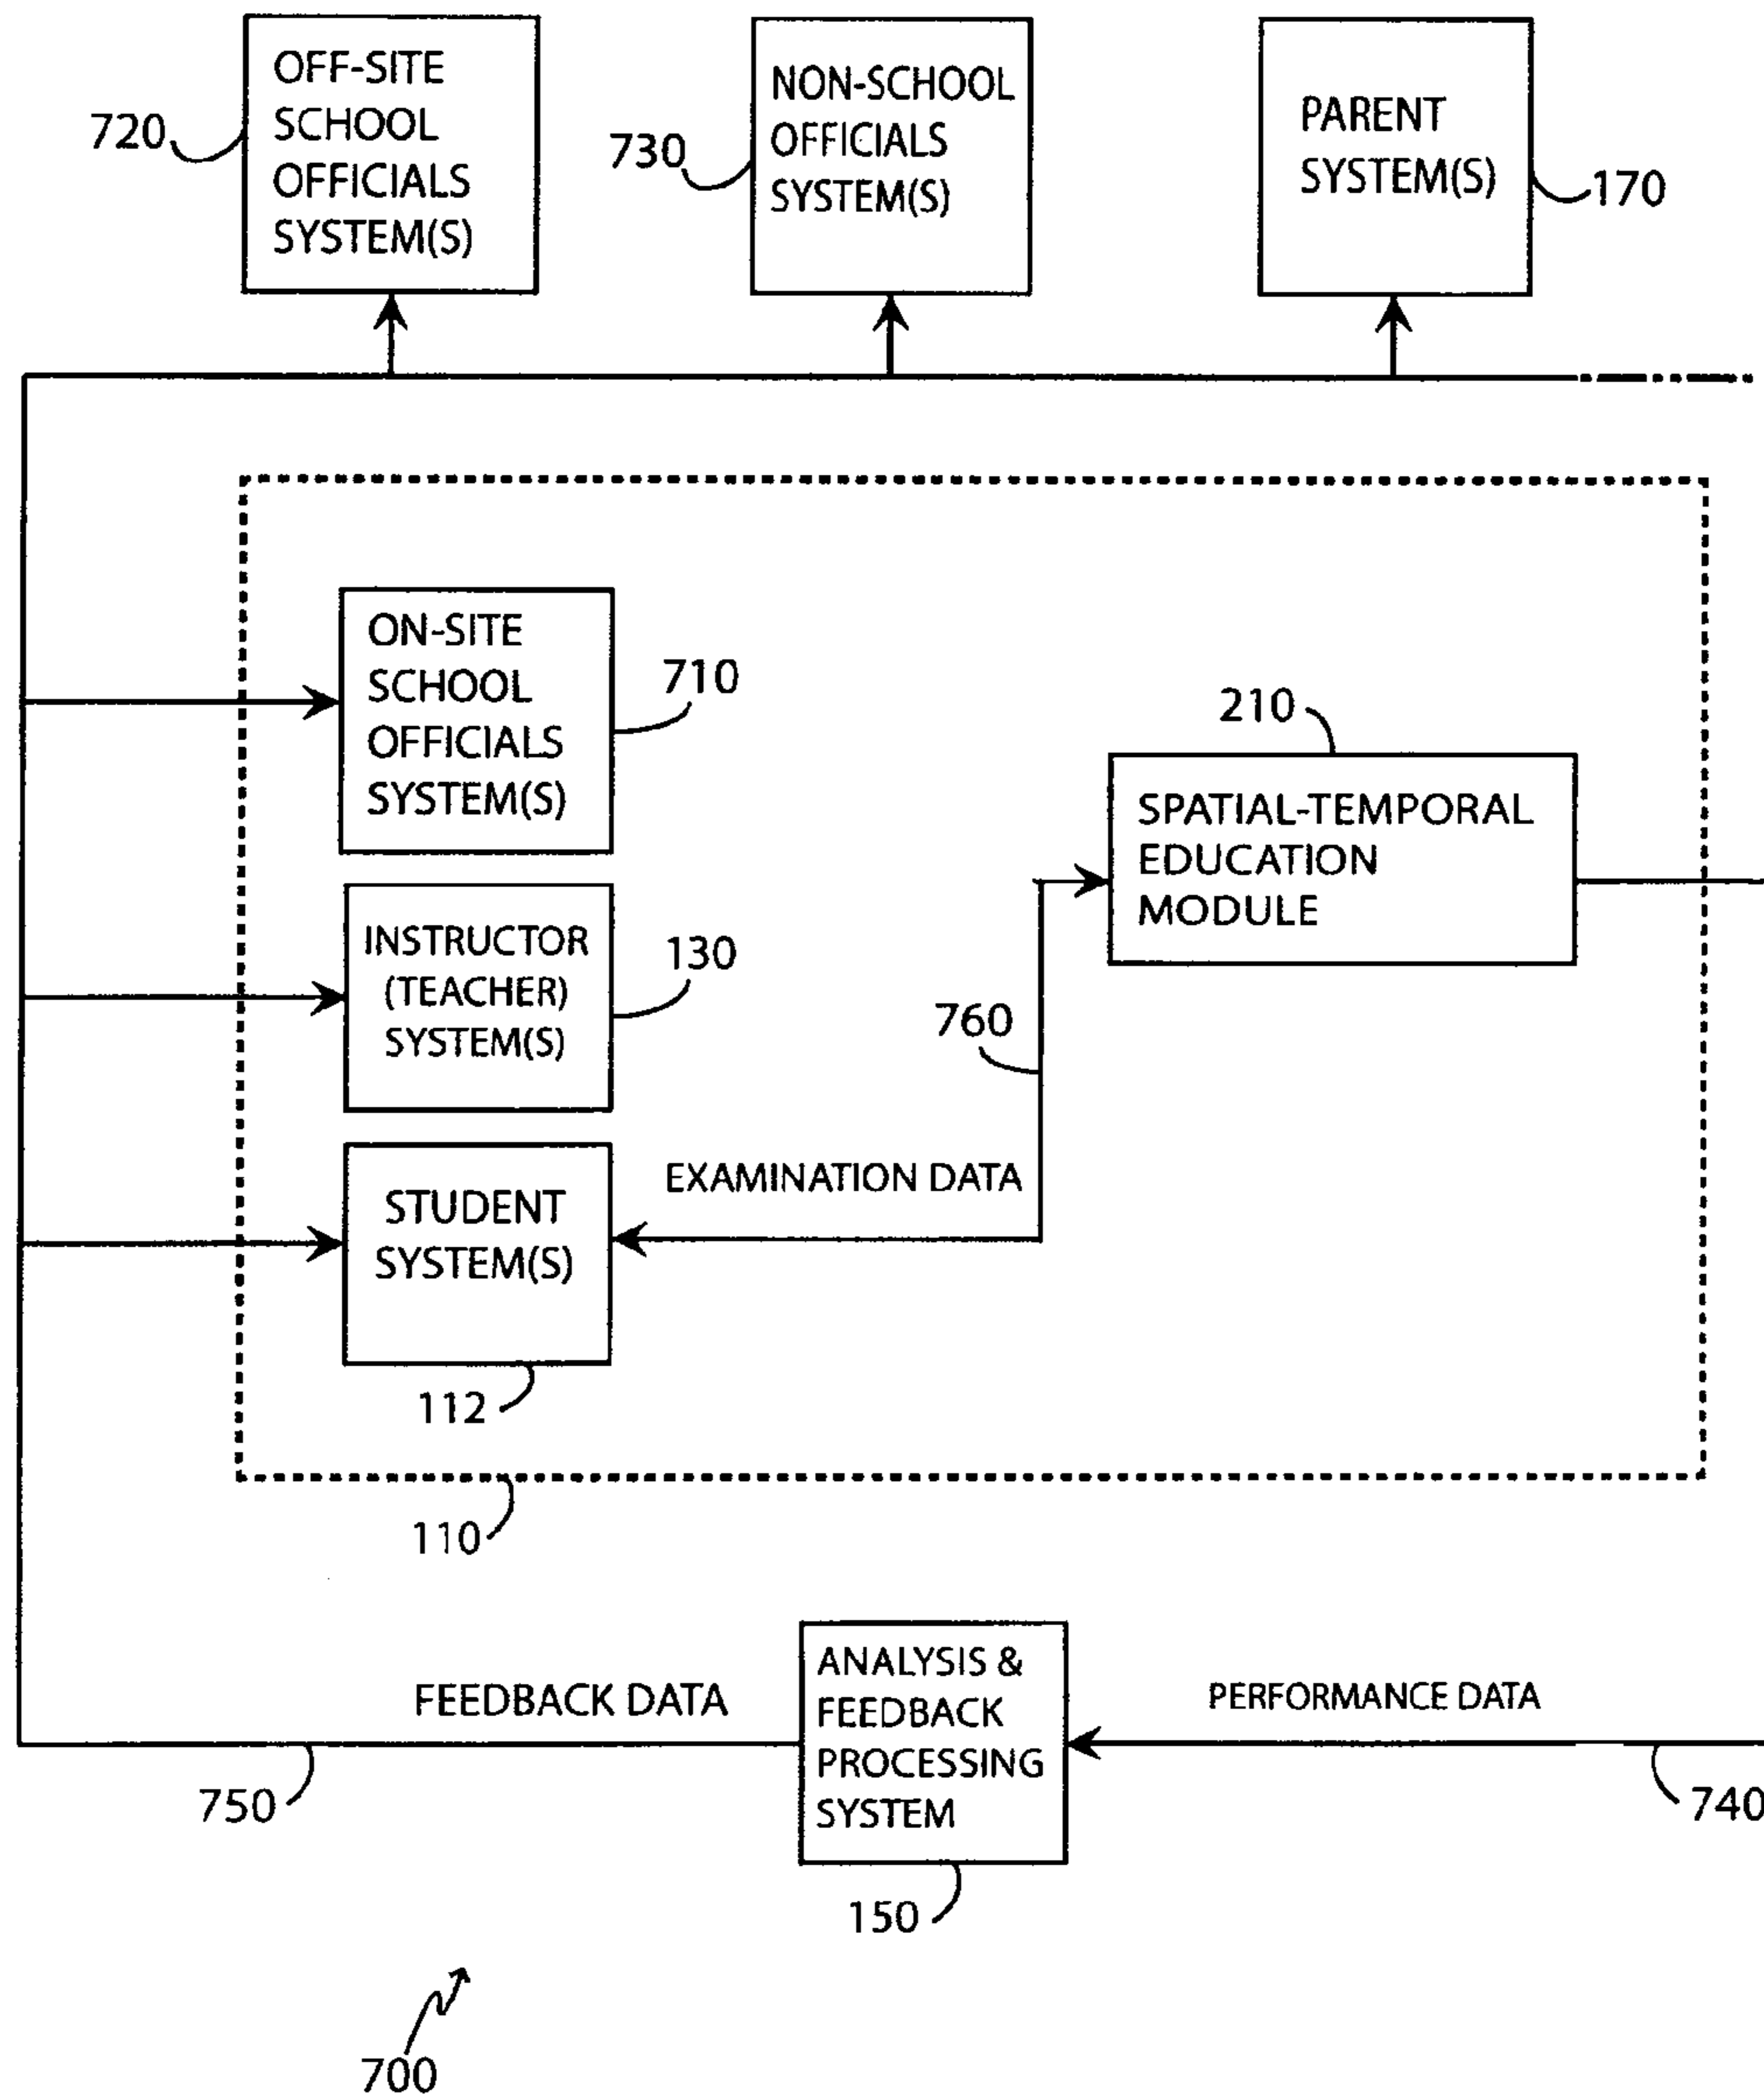 OFF-SITE
SCHOOL
OFFICIALS
SYSTEM(S)
720
NON-SCHOOL
OFFICIALS
SYSTEM(S)
730
PARENT
SYSTEM(S)
170
ON-SITE
SCHOOL
OFFICIALS
SYSTEM(S)
710
210
SPATIAL-TEMPORAL
EDUCATION
MODULE
INSTRUCTOR
(TEACHER)
SYSTEM(S)
130
760
EXAMINATION DATA
STUDENT
SYSTEM(S)
112
110
FEEDBACK DATA
750
ANALYSIS &
FEEDBACK
PROCESSING
SYSTEM
150
PERFORMANCE DATA
740
700